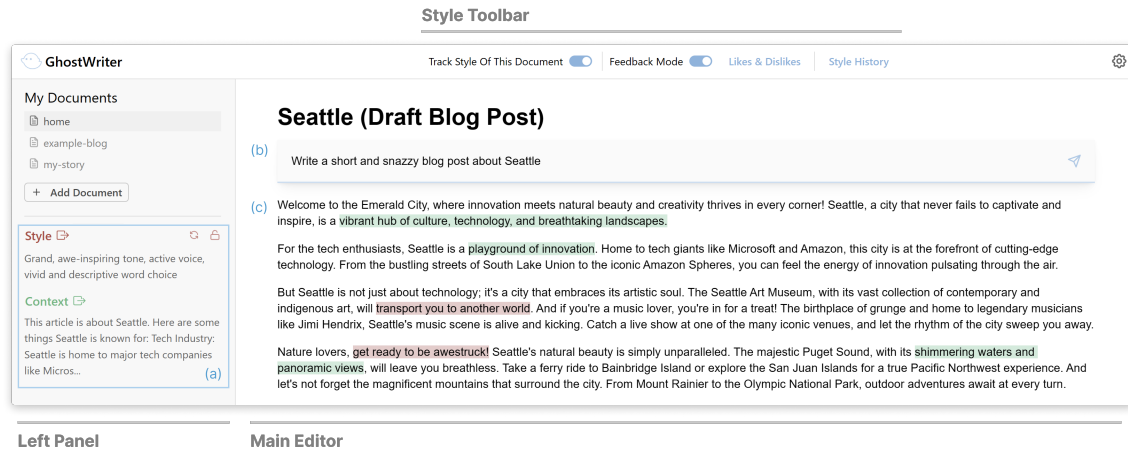 Style Toolbar
GhostWriter
Track Style Of This Document
Feedback Mode
Likes & Dislikes
Style History
My Documents
home
example-blog
my-story
+ Add Document
Style
Grand, awe-inspiring tone, active voice,
vivid and descriptive word choice
Context
This article is about Seattle. Here are some
things Seattle is known for: Tech Industry:
Seattle is home to major tech companies
like Micros...
(a)
Seattle (Draft Blog Post)
(b)
Write a short and snazzy blog post about Seattle
(c)
Welcome to the Emerald City, where innovation meets natural beauty and creativity thrives in every corner! Seattle, a city that never fails to captivate and
inspire, is a vibrant hub of culture, technology, and breathtaking landscapes.
For the tech enthusiasts, Seattle is a playground of innovation. Home to tech giants like Microsoft and Amazon, this city is at the forefront of cutting-edge
technology. From the bustling streets of South Lake Union to the iconic Amazon Spheres, you can feel the energy of innovation pulsating through the air.
But Seattle is not just about technology; it's a city that embraces its artistic soul. The Seattle Art Museum, with its vast collection of contemporary and
indigenous art, will transport you to another world. And if you're a music lover, you're in for a treat! The birthplace of grunge and home to legendary musicians
like Jimi Hendrix, Seattle's music scene is alive and kicking. Catch a live show at one of the many iconic venues, and let the rhythm of the city sweep you away.
Nature lovers, get ready to be awestruck! Seattle's natural beauty is simply unparalleled. The majestic Puget Sound, with its shimmering waters and
panoramic views, will leave you breathless. Take a ferry ride to Bainbridge Island or explore the San Juan Islands for a true Pacific Northwest experience. And
let's not forget the magnificent mountains that surround the city. From Mount Rainier to the Olympic National Park, outdoor adventures await at every turn.
Left Panel
Main Editor